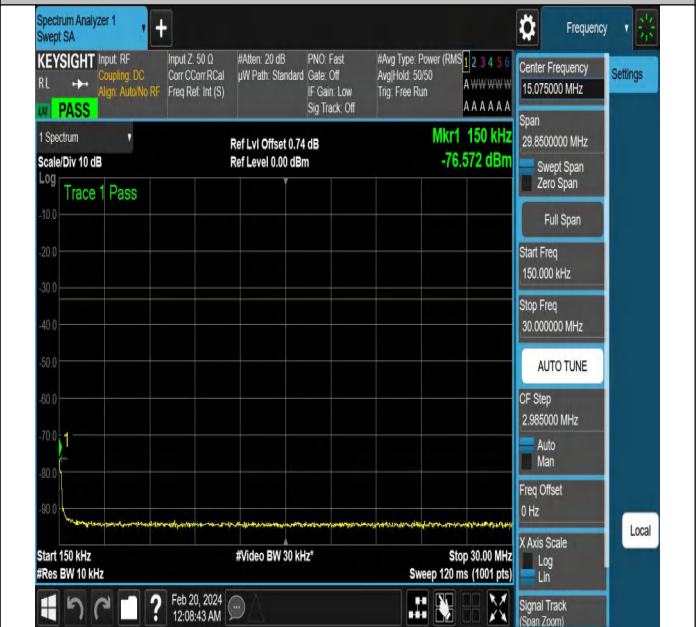 Spectrum Analyzer 1
Swept SA
+
Frequency
KEYSIGHT
RL
PASS
Input: RF
Coupling: DC
Align: Auto/No RF
Input Z: 50 Ω
Corr CCorr RCal
Freq Ref: Int (S)
#Atten: 20 dB
µW Path: Standard
PNO: Fast
Gate: Off
IF Gain: Low
Sig Track: Off
#Avg Type: Power (RMS
Avg|Hold: 50/50
Trig: Free Run
1 2 3 4 5 6
A W W W W W
A A A A A A
1 Spectrum
Scale/Div 10 dB
Ref Lvl Offset 0.74 dB
Ref Level 0.00 dBm
Mkr1 150 kHz
-76.572 dBm
Log
Trace 1 Pass
-10.0
-20.0
-30.0
-40.0
-50.0
-60.0
-70.0
1
-80.0
-90.0
Start 150 kHz
#Res BW 10 kHz
#Video BW 30 kHz*
Stop 30.00 MHz
Sweep 120 ms (1001 pts)
?
Feb 20, 2024
12:08:43 AM
Center Frequency
15.075000 MHz
Settings
Span
29.8500000 MHz
Swept Span
Zero Span
Full Span
Start Freq
150.000 kHz
Stop Freq
30.000000 MHz
AUTO TUNE
CF Step
2.985000 MHz
Auto
Man
Freq Offset
0 Hz
X Axis Scale
Log
Lin
Local
Signal Track
(Span Zoom)